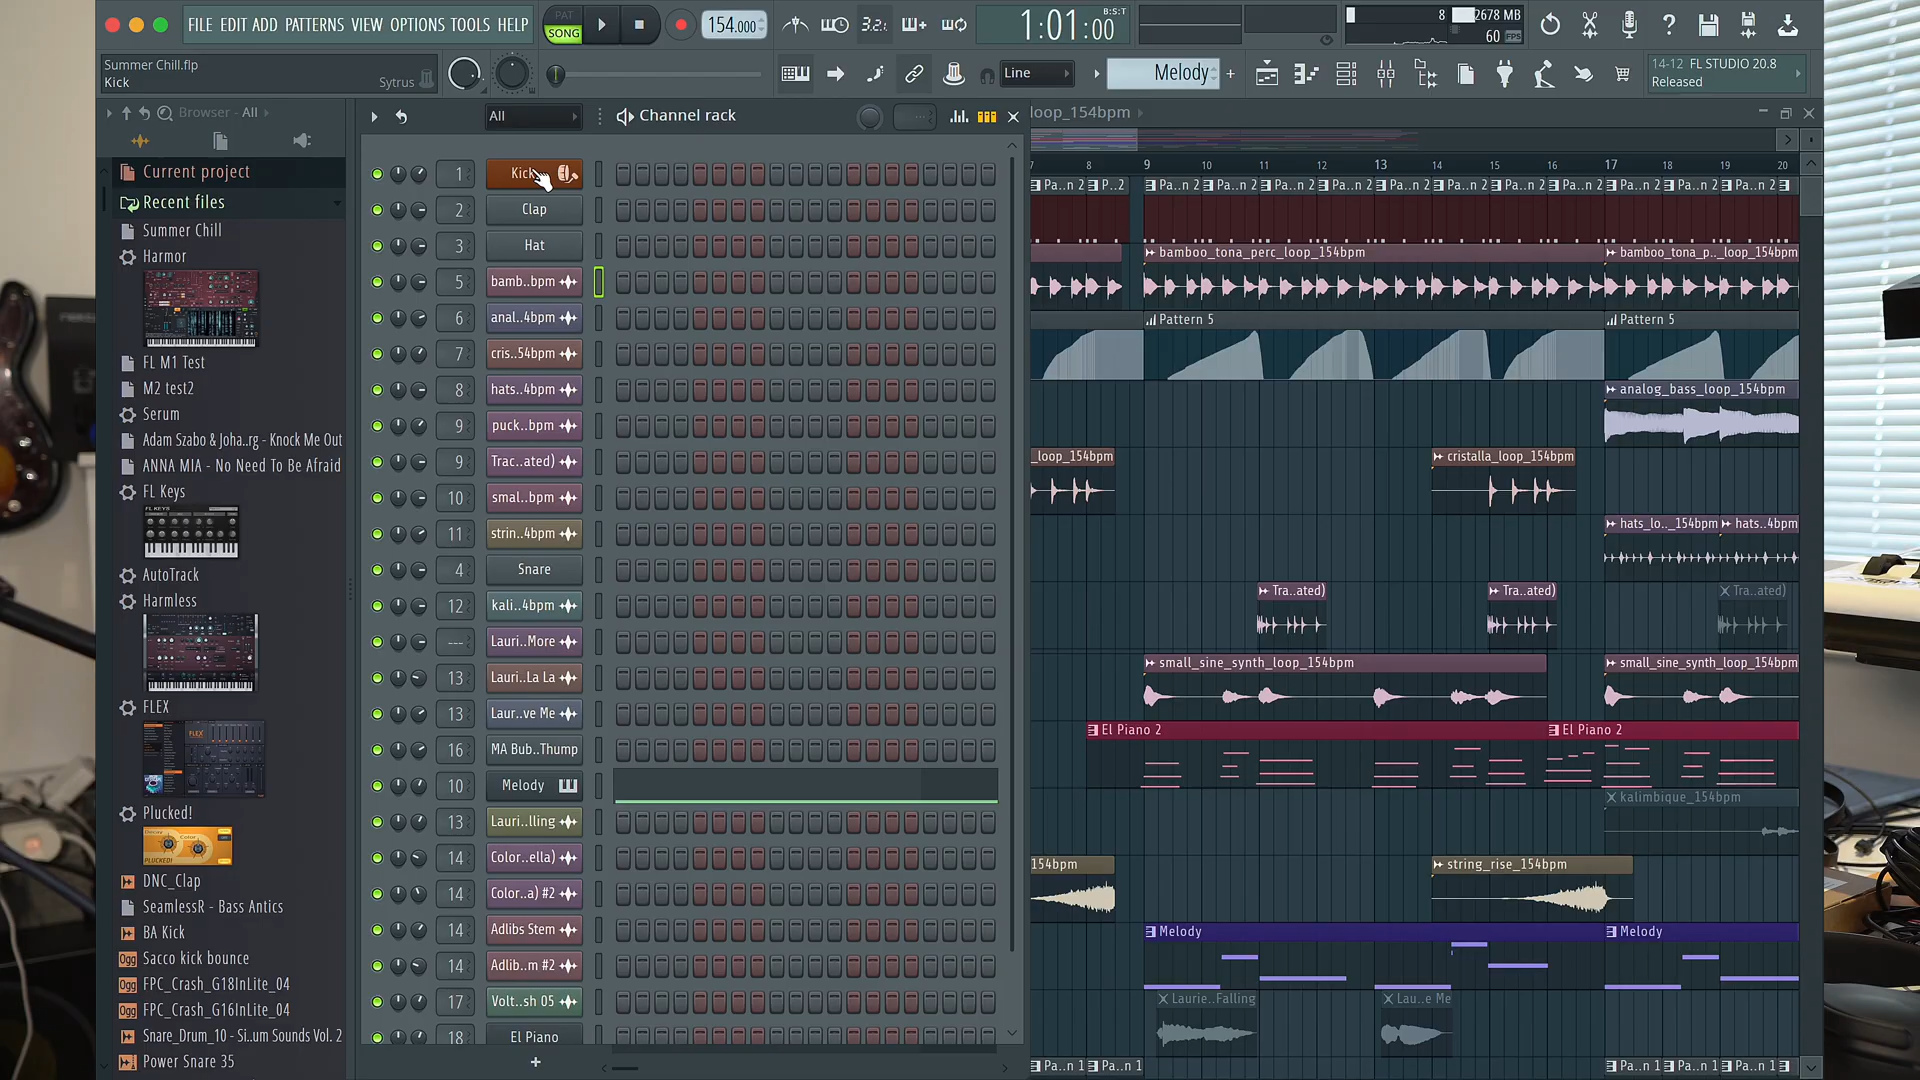 FILE EDIT ADD PATTERNS VIEW OPTIONS TOOLS HELP
PAT
SONG
154.000
3.2.
1:01:00
B:S:T
8
2678 MB
60 FPS
Summer Chill.flp
Kick
Sytrus
Line
Melody
14-12 FL STUDIO 20.8
Released
Browser - All
All
Channel rack
loop_154bpm
Current project
Recent files
Summer Chill
Harmor
FL M1 Test
M2 test2
Serum
Adam Szabo & Joha..rg - Knock Me Out
ANNA MIA - No Need To Be Afraid
FL Keys
AutoTrack
Harmless
FLEX
Plucked!
DNC_Clap
SeamlessR - Bass Antics
BA Kick
Sacco kick bounce
FPC_Crash_G18InLite_04
FPC_Crash_G16InLite_04
Snare_Drum_10 - Si..um Sounds Vol. 2
Power Snare 35
1 Kick
2 Clap
3 Hat
5 bamb..bpm
6 anal..4bpm
7 cris..54bpm
8 hats..4bpm
9 puck..bpm
9 Trac..ated)
10 smal..bpm
11 strin..4bpm
4 Snare
12 kali..4bpm
--- Lauri..More
13 Lauri..La La
13 Laur..ve Me
16 MA Bub..Thump
10 Melody
13 Lauri..lling
14 Color..ella)
14 Color..a) #2
14 Adlibs Stem
14 Adlib..m #2
17 Volt..sh 05
18 El Piano
7 8 9 10 11 12 13 14 15 16 17 18 19 20
Pa..n 2 P..2 Pa..n 2 Pa..n 2 Pa..n 2 Pa..n 2 Pa..n 2 Pa..n 2 Pa..n 2 Pa..n 2 Pa..n 2 Pa..n 2 Pa..n 2
bamboo_tona_perc_loop_154bpm bamboo_tona_p.._loop_154bpm
Pattern 5 Pattern 5
analog_bass_loop_154bpm
_loop_154bpm cristalla_loop_154bpm
hats_lo.._154bpm hats..4bpm
Tra..ated) Tra..ated) Tra..ated)
small_sine_synth_loop_154bpm small_sine_synth_loop_154bpm
El Piano 2 El Piano 2
kalimbique_154bpm
154bpm string_rise_154bpm
Melody Melody
Laurie..Falling Lau..e Me
Pa..n 1 Pa..n 1 Pa..n 1 Pa..n 1 Pa..n 1